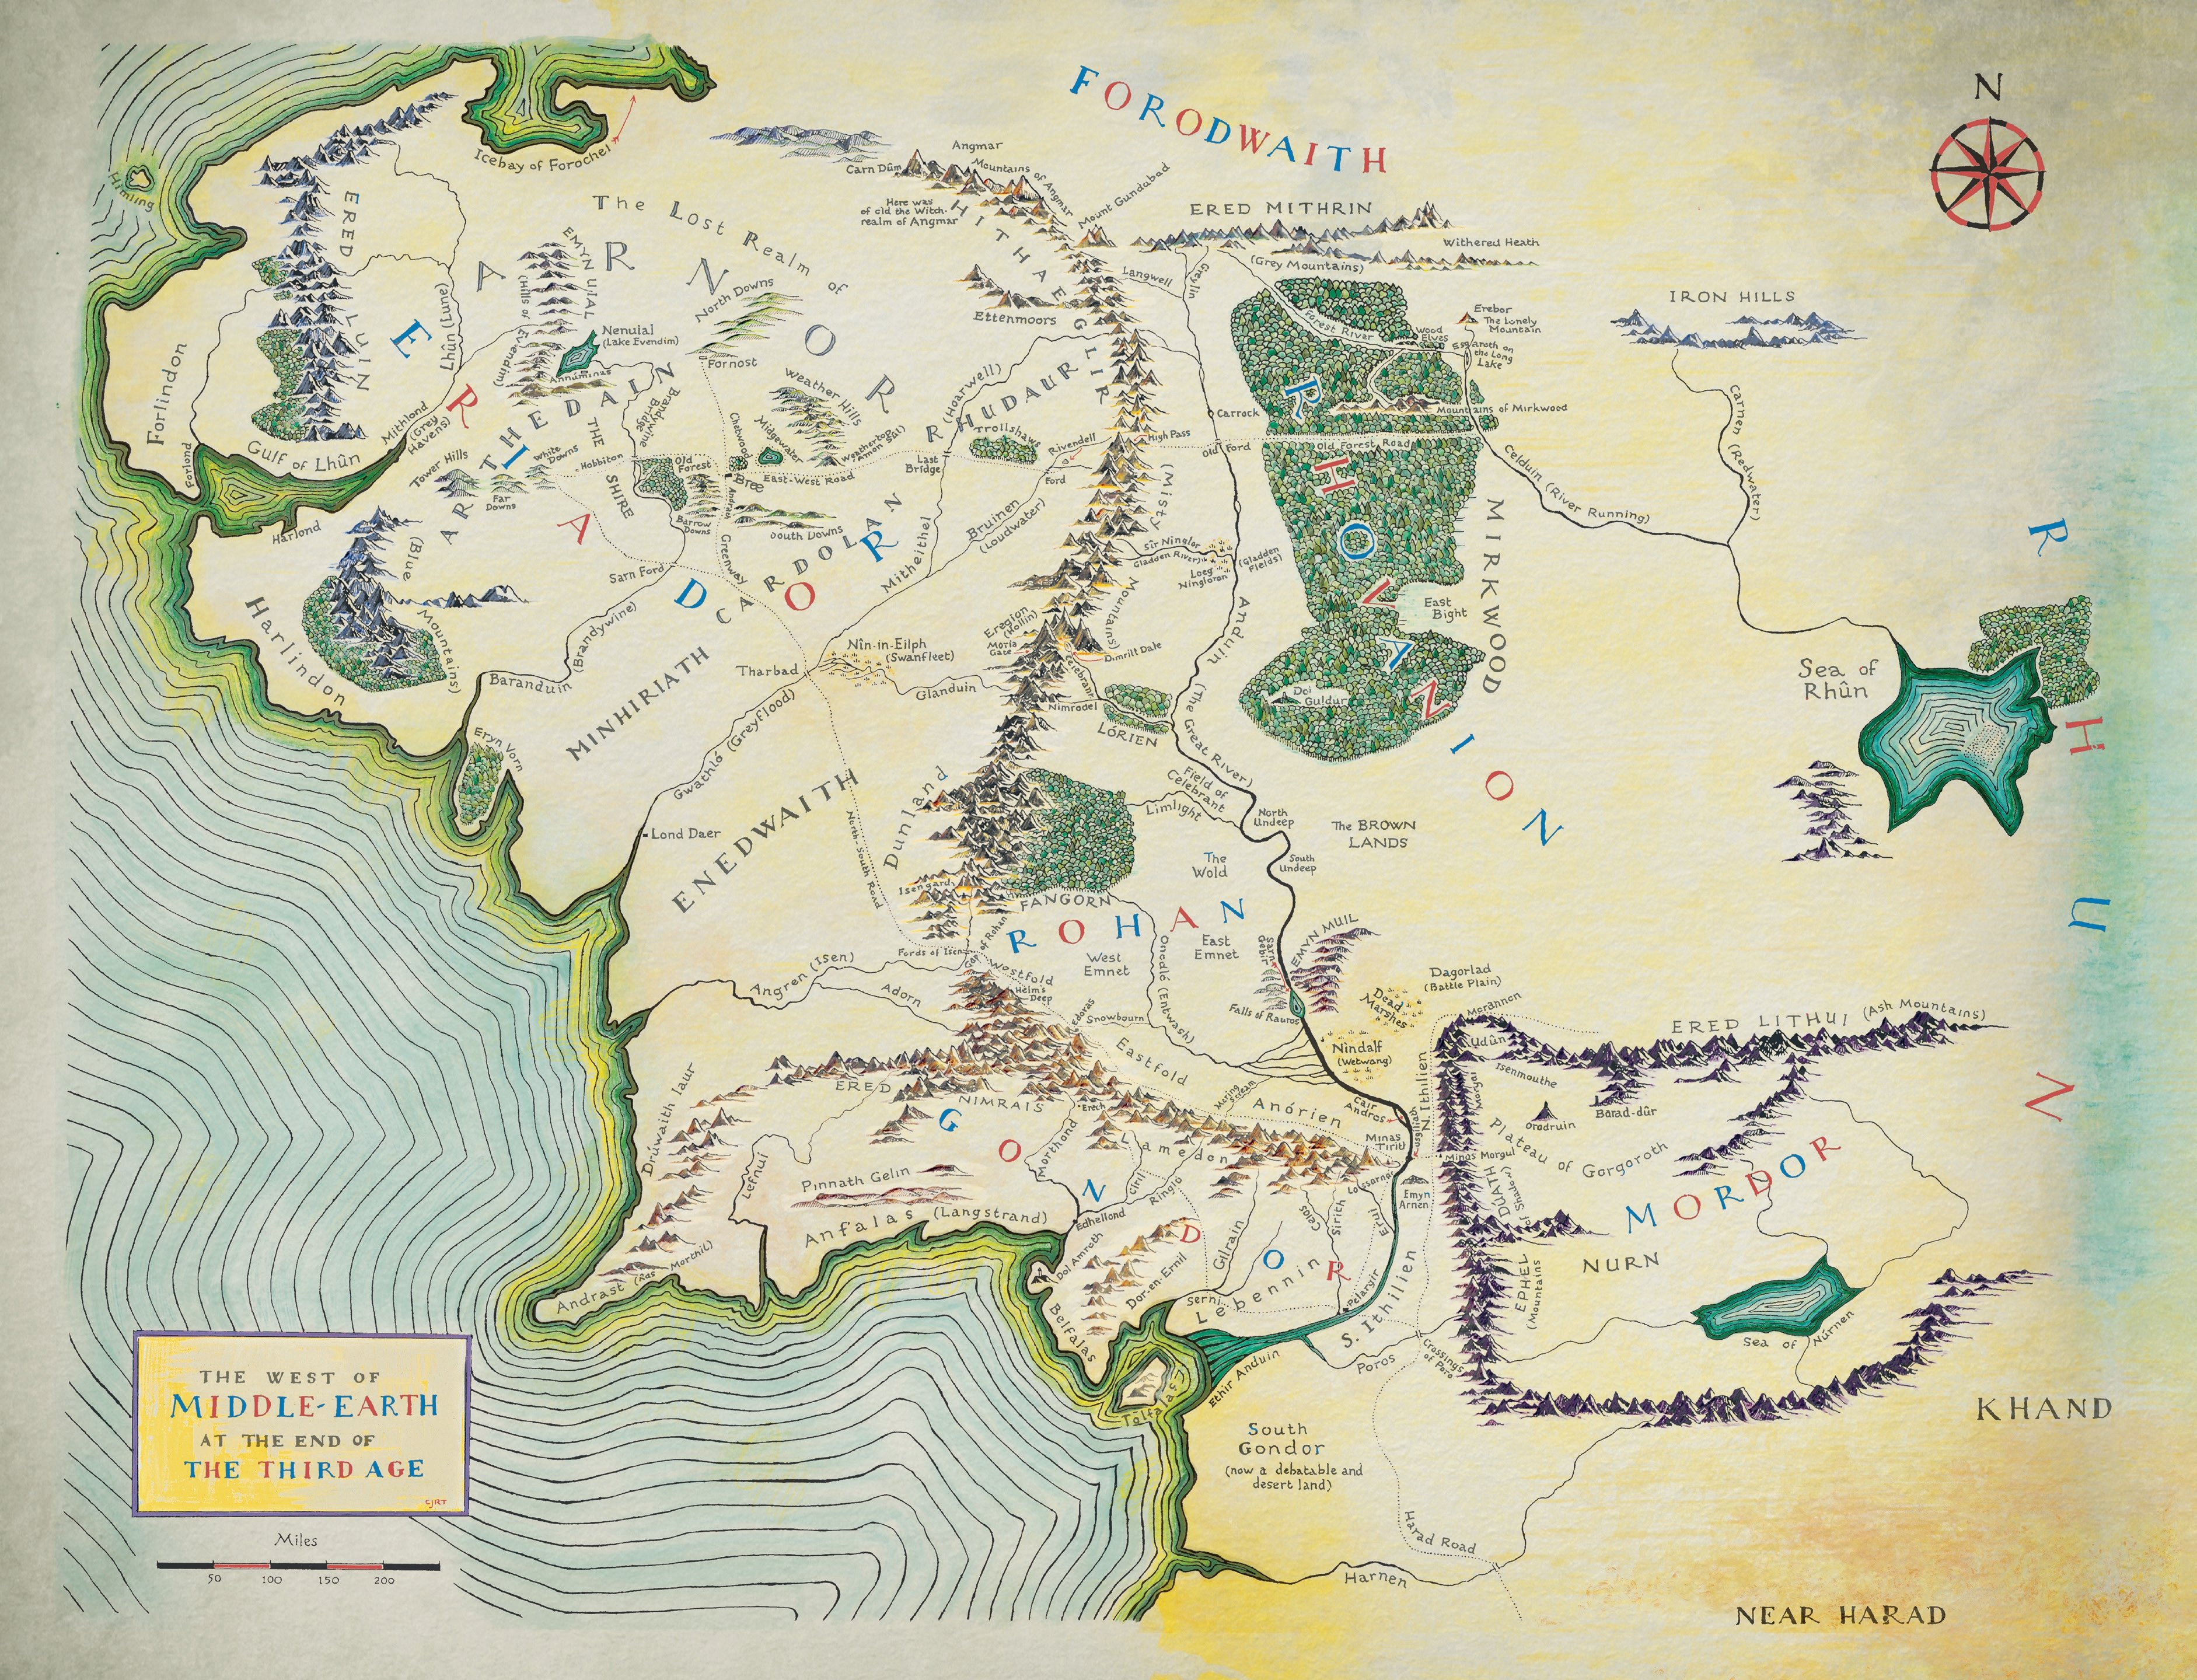 FORODWAITH
N
Icebay of Forochel
Himling
Angmar
Carn Dûm
Mountains of Angmar
Here was
of old the Witch-
realm of Angmar
Mount Gundabad
ERED MITHRIN
(Grey Mountains)
Withered Heath
The Lost Realm of
ARNOR
HITHAEGLIR
(Misty Mountains)
ERED LUIN
(Blue Mountains)
EMYN UIAL
(Hills of Evendim)
Langwell
Greylin
IRON HILLS
Ettenmoors
North Downs
Nenuial
(Lake Evendim)
Annúminas
Fornost
Lhûn (Lune)
Forlindon
ERIADOR
ARTHEDAIN
Forest River
Wood
Elves
Erebor
The Lonely
Mountain
Esgaroth on
the Long
Lake
Weather Hills
(Hoarwell)
RHUDAUR
Carrock
Mountains of Mirkwood
Carnen (Redwater)
Mithlond
(Grey
Havens)
Forlond
Gulf of Lhûn
Brandywine
Bridge
THE
SHIRE
White
Downs
Hobbiton
Tower Hills
Far
Downs
Old
Forest
Chetwood
Midgewater
Weathertop
(Amon Sûl)
Bree
East-West Road
Andrath
Last
Bridge
Trollshaws
Rivendell
Ford
High Pass
Old Ford
Old Forest Road
Celduin (River Running)
Harlond
Barrow
Downs
South Downs
Greenway
Bruinen
(Loudwater)
Mitheithel
CARDOLAN
Sarn Ford
Sîr Ninglor
(Gladden River)
Loeg
Ningloron
(Gladden
Fields)
RHOVANION
MIRKWOOD
East
Bight
RHUN
Harlindon
(Brandywine)
Baranduin
Eregion
(Hollin)
Moria
Gate
Dimrill Dale
Celebrant
Nimrodel
Anduin
(The Great River)
Nîn-in-Eilph
(Swanfleet)
Tharbad
Glanduin
LÓRIEN
Dol
Guldur
Sea of
Rhûn
MINHIRIATH
Eryn Vorn
Gwathló (Greyflood)
Field of
Celebrant
Limlight
North
Undeep
The BROWN
LANDS
Lond Daer
ENEDWAITH
North-South Road
Dunland
The
Wold
South
Undeep
Isengard
FANGORN
ROHAN
Gap of Rohan
Fords of Isen
Westfold
Helm's
Deep
West
Emnet
East
Emnet
Onodló (Entwash)
Sarn
Gebir
EMYN MUIL
Falls of Rauros
Dagorlad
(Battle Plain)
Dead
Marshes
Morannon
ERED LITHUI (Ash Mountains)
Angren (Isen)
Adorn
Edoras
Snowbourn
Eastfold
Nindalf
(Wetwang)
Udûn
Isenmouthe
Morgai
N. Ithilien
Mering
Stream
Anórien
Cair
Andros
Osgiliath
Barad-dûr
Orodruin
Drúwaith Iaur
ERED NIMRAIS
Erech
Lamedon
Minas
Tirith
Minas Morgul
Plateau of Gorgoroth
GONDOR
Morthond
Lefnui
Pinnath Gelin
Ciril
Ringló
Lossarnach
Emyn
Arnen
EPHEL DUATH
(Mountains of Shadow)
MORDOR
NURN
Anfalas (Langstrand)
Edhellond
Gilrain
Celos
Sirith
Erui
Andrast (Ras Morthil)
Dol Amroth
Dor-en-Ernil
Serni
Lebennin
Pelargir
S. Ithilien
Belfalas
Poros
Crossings
of Poros
Sea of Núrnen
Ethir Anduin
Tolfalas
KHAND
South
Gondor
(now a debatable and
desert land)
Harad Road
Harnen
NEAR HARAD
THE WEST OF
MIDDLE-EARTH
AT THE END OF
THE THIRD AGE
CJRT
Miles
50 100 150 200